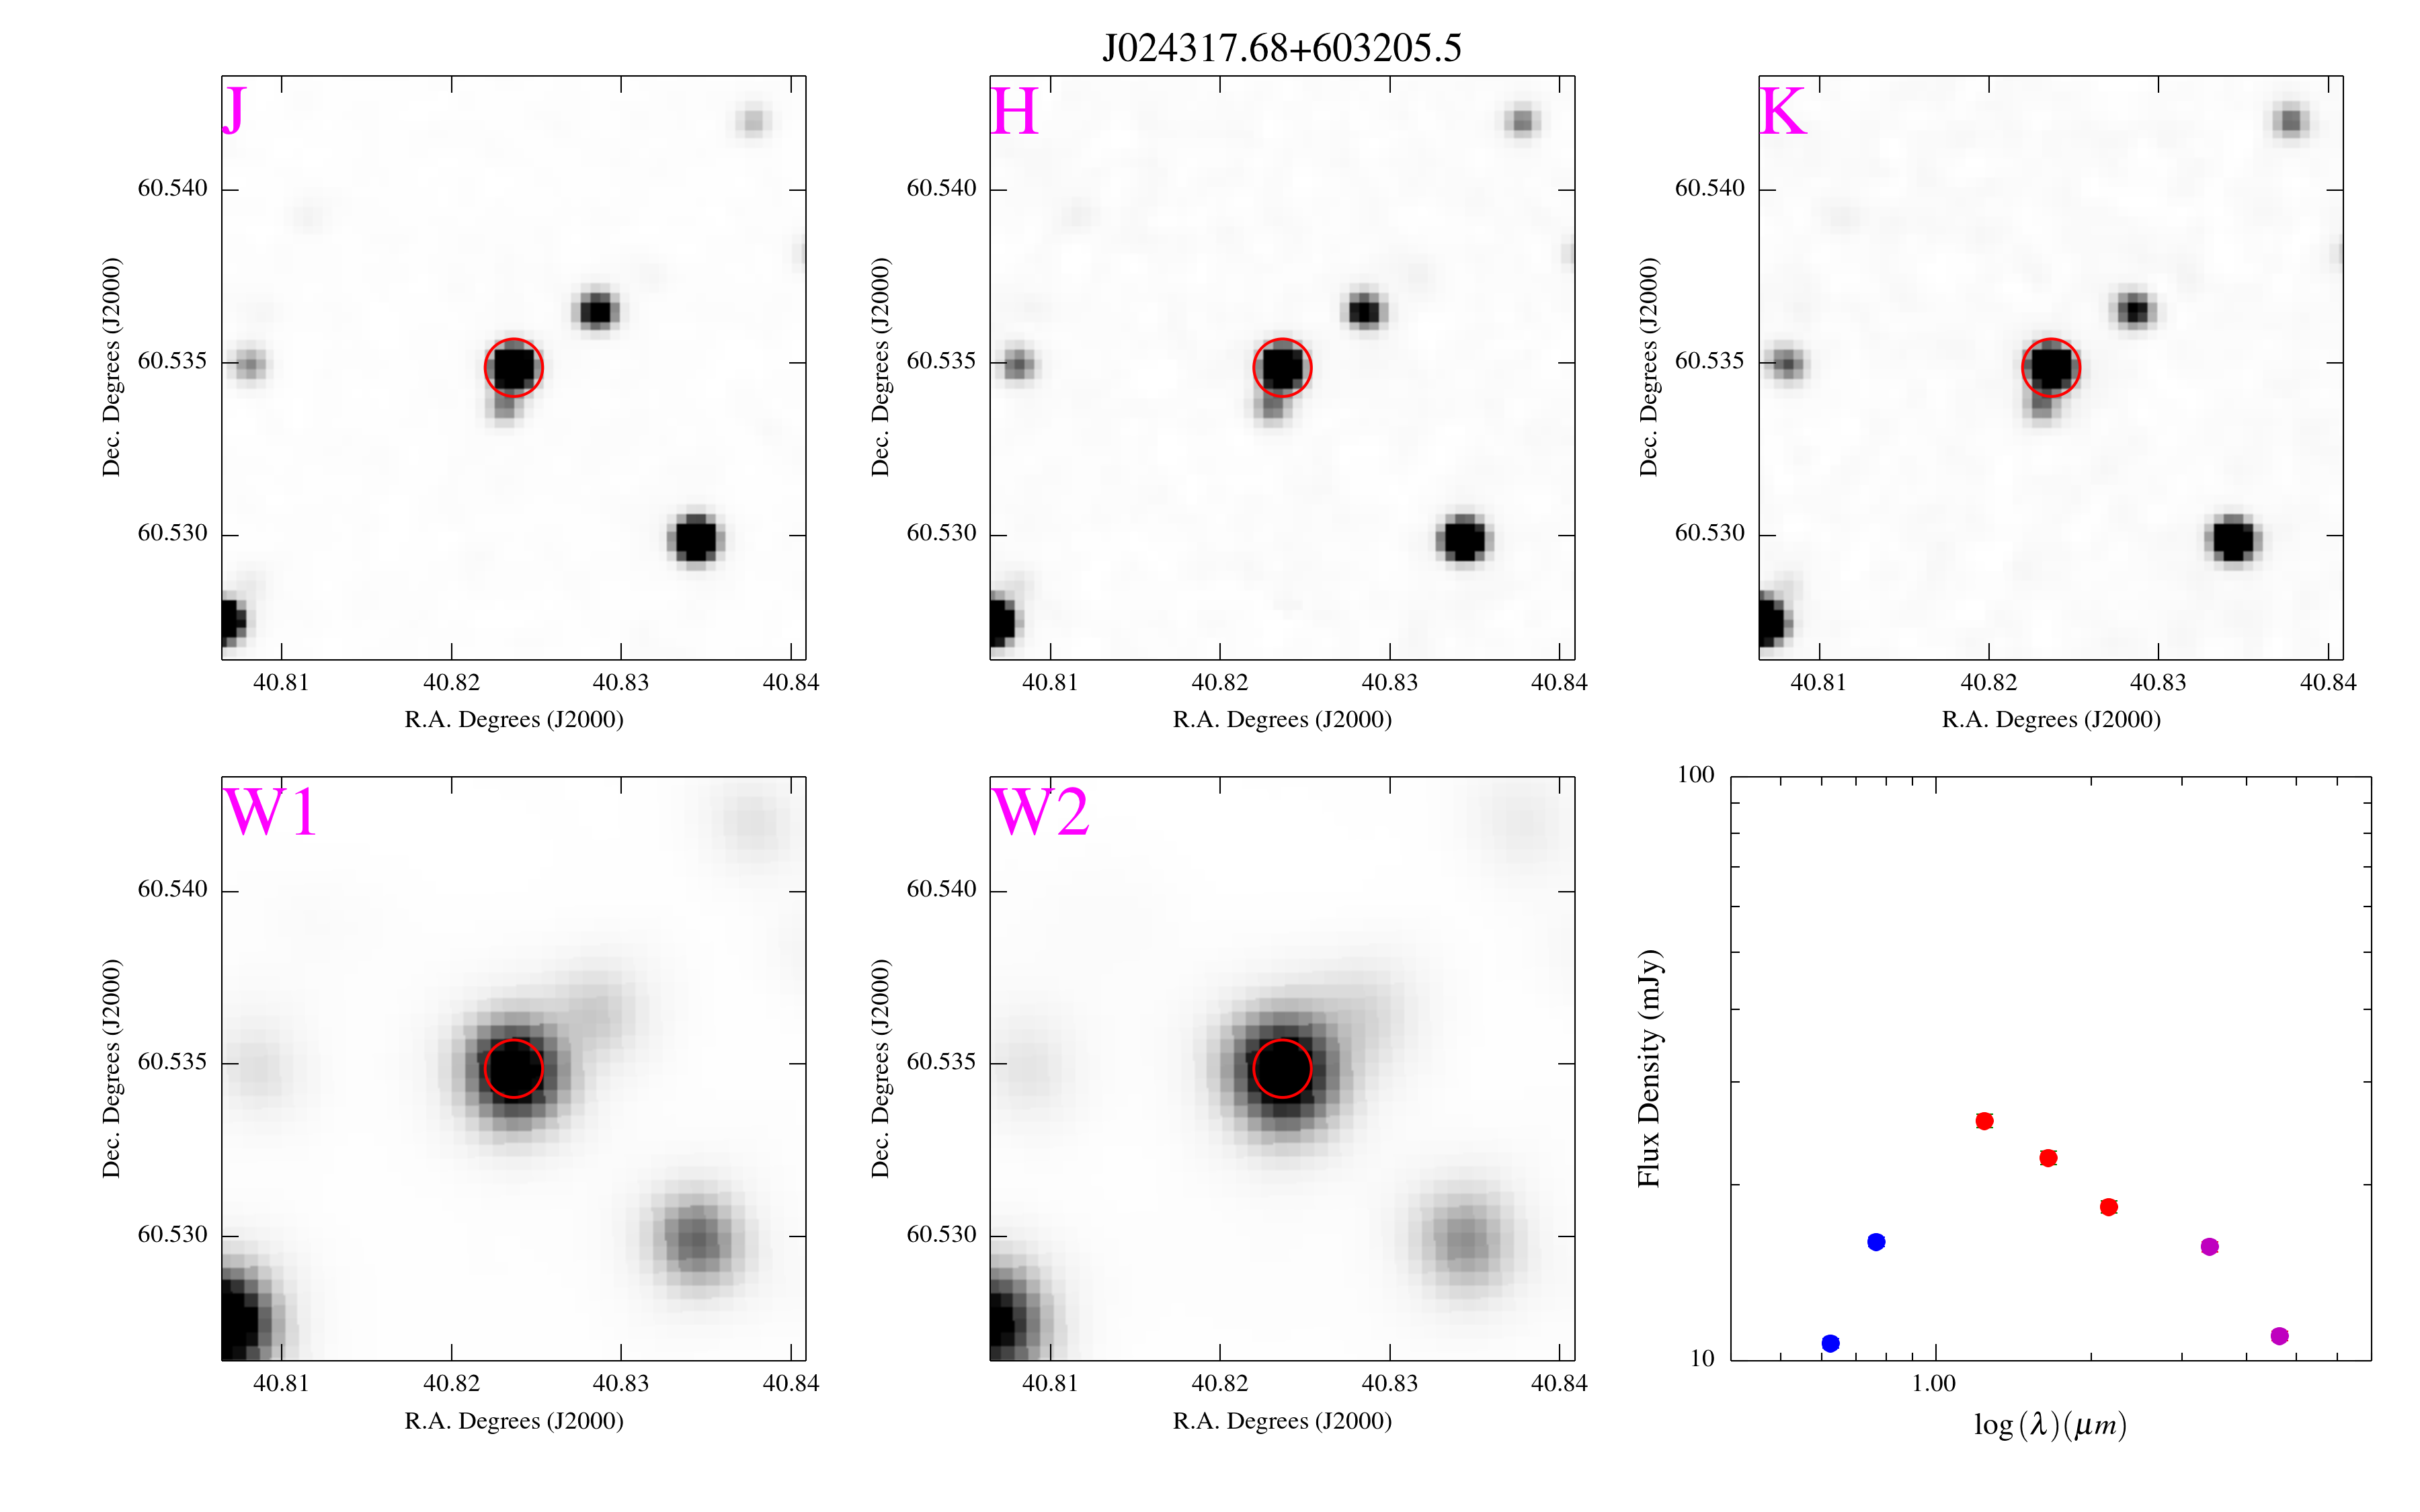 J024317.68+603205.5
J
60.540
60.535
60.530
Dec. Degrees (J2000)
40.81 40.82 40.83 40.84
R.A. Degrees (J2000)
H
60.540
60.535
60.530
Dec. Degrees (J2000)
40.81 40.82 40.83 40.84
R.A. Degrees (J2000)
K
60.540
60.535
60.530
Dec. Degrees (J2000)
40.81 40.82 40.83 40.84
R.A. Degrees (J2000)
W1
60.540
60.535
60.530
Dec. Degrees (J2000)
40.81 40.82 40.83 40.84
R.A. Degrees (J2000)
W2
60.540
60.535
60.530
Dec. Degrees (J2000)
40.81 40.82 40.83 40.84
R.A. Degrees (J2000)
100
10
Flux Density (mJy)
1.00
log (λ)(μm)